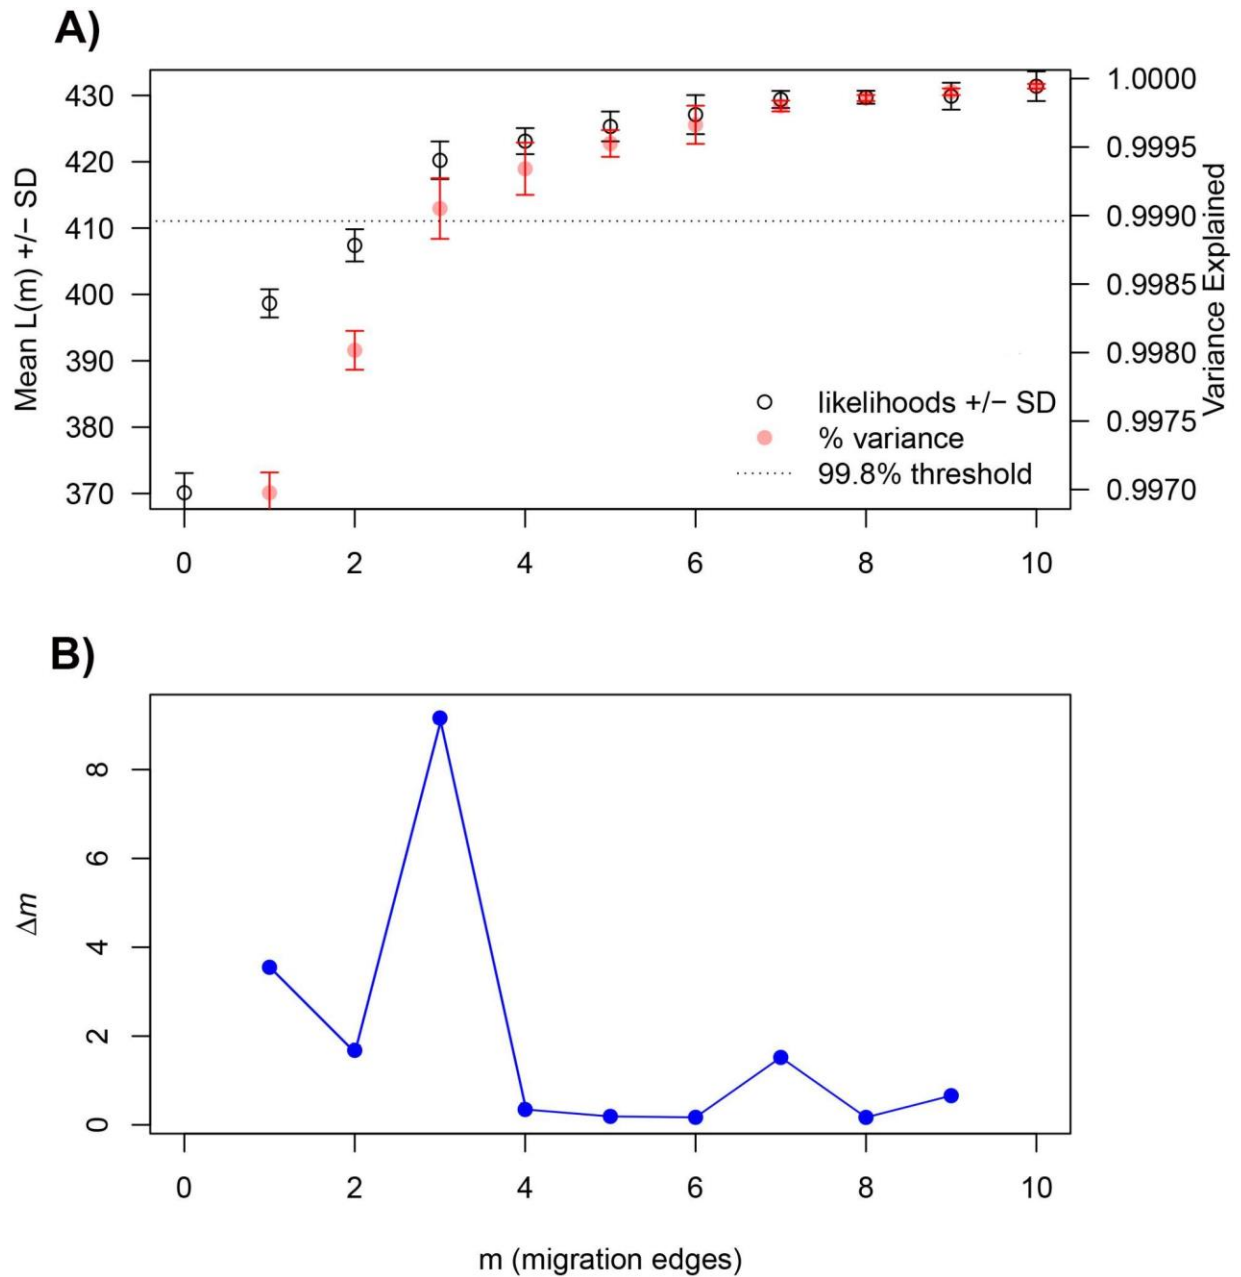 A)
Mean L(m) +/− SD
430
420
410
400
390
380
370
1.0000
0.9995
0.9990
0.9985
0.9980
0.9975
0.9970
Variance Explained
likelihoods +/− SD
% variance
99.8% threshold
0 2 4 6 8 10
B)
Δm
8
6
4
2
0
0 2 4 6 8 10
m (migration edges)